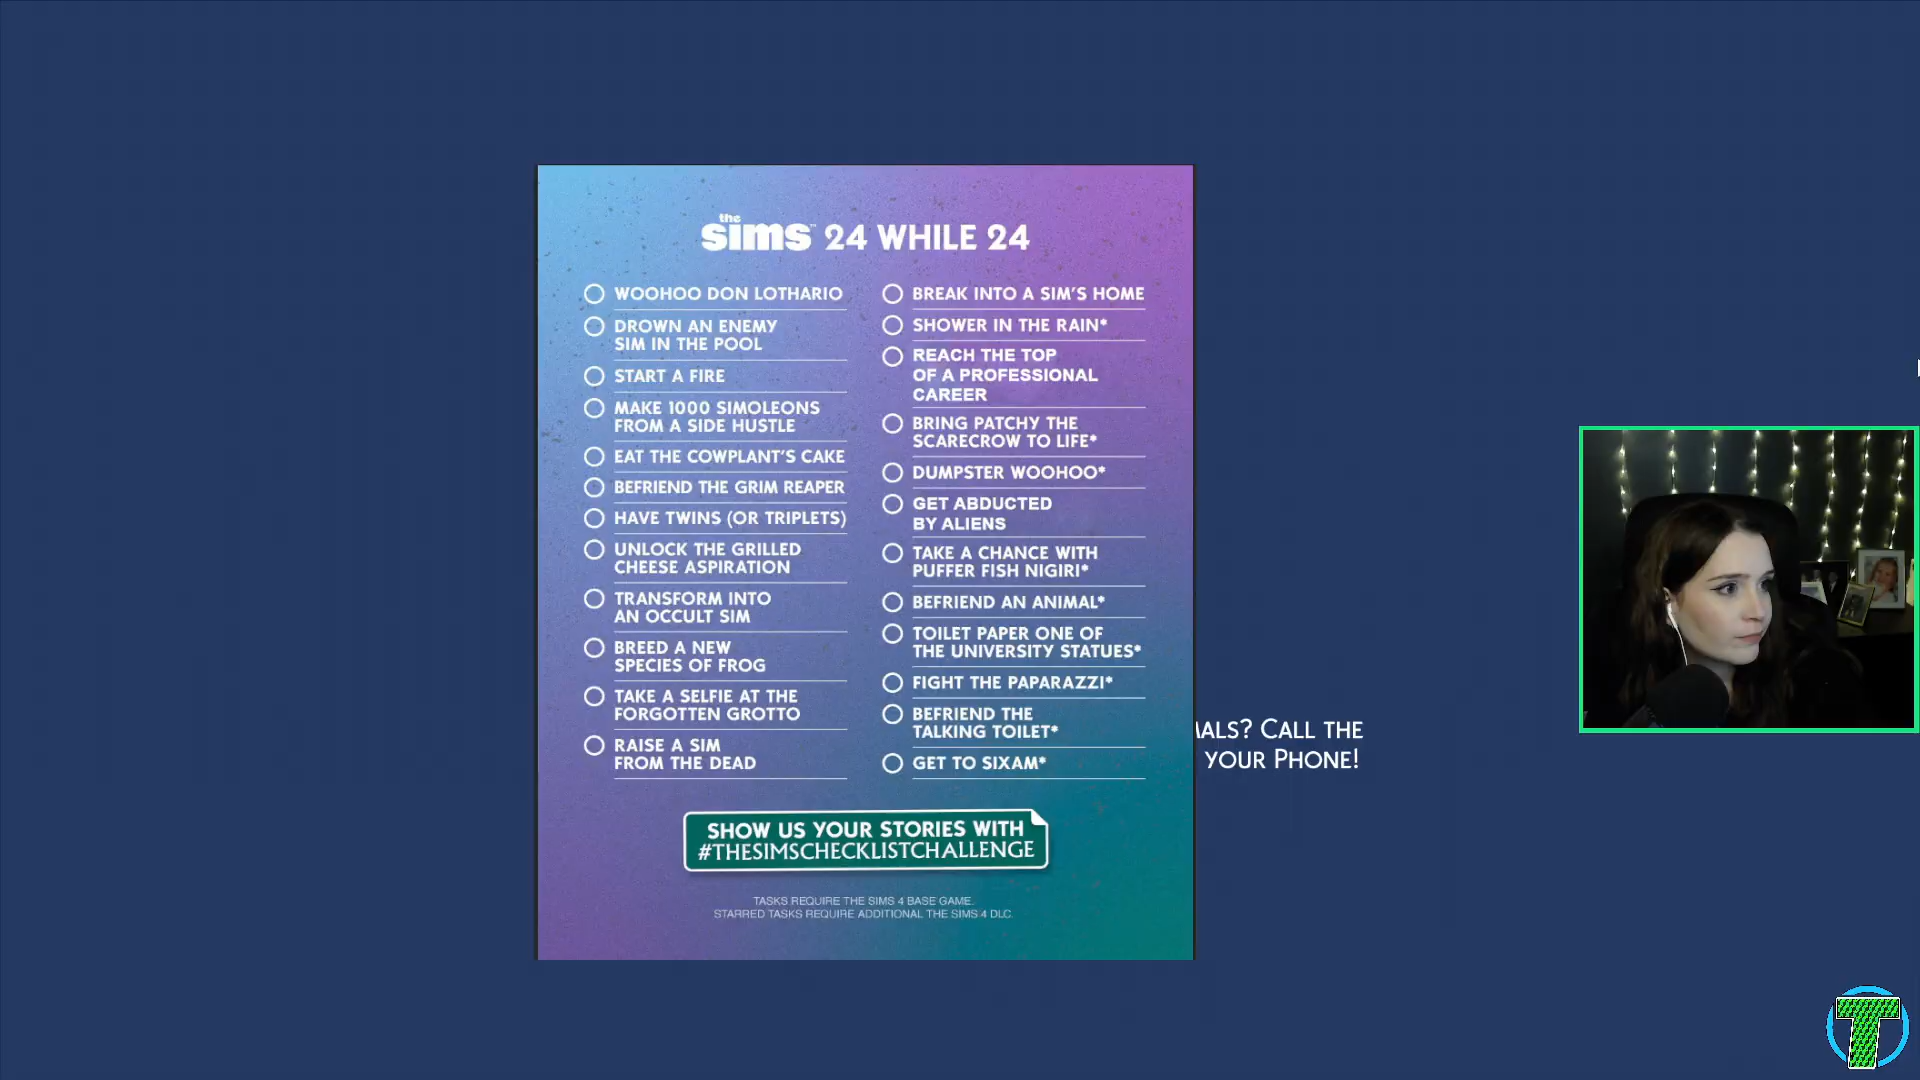 the
sims™ 24 WHILE 24
WOOHOO DON LOTHARIO
DROWN AN ENEMY
SIM IN THE POOL
START A FIRE
MAKE 1000 SIMOLEONS
FROM A SIDE HUSTLE
EAT THE COWPLANT'S CAKE
BEFRIEND THE GRIM REAPER
HAVE TWINS (OR TRIPLETS)
UNLOCK THE GRILLED
CHEESE ASPIRATION
TRANSFORM INTO
AN OCCULT SIM
BREED A NEW
SPECIES OF FROG
TAKE A SELFIE AT THE
FORGOTTEN GROTTO
RAISE A SIM
FROM THE DEAD
BREAK INTO A SIM'S HOME
SHOWER IN THE RAIN*
REACH THE TOP
OF A PROFESSIONAL
CAREER
BRING PATCHY THE
SCARECROW TO LIFE*
DUMPSTER WOOHOO*
GET ABDUCTED
BY ALIENS
TAKE A CHANCE WITH
PUFFER FISH NIGIRI*
BEFRIEND AN ANIMAL*
TOILET PAPER ONE OF
THE UNIVERSITY STATUES*
FIGHT THE PAPARAZZI*
BEFRIEND THE
TALKING TOILET*
GET TO SIXAM*
SHOW US YOUR STORIES WITH
#THESIMSCHECKLISTCHALLENGE
TASKS REQUIRE THE SIMS 4 BASE GAME.
STARRED TASKS REQUIRE ADDITIONAL THE SIMS 4 DLC.
MALS? CALL THE
YOUR PHONE!
T